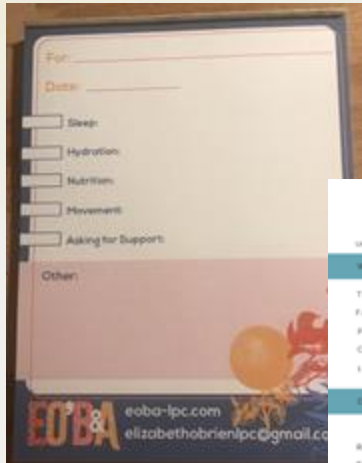 For:
Date:
Sleep:
Hydration:
Nutrition:
Movement:
Asking for Support:
Other:
EO'B&A
eoba-lpc.com
elizabethobrienlpc@gmail.co